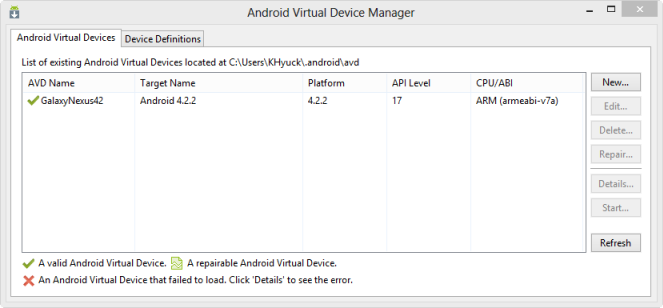 Android Virtual Device Manager
Android Virtual Devices
Device Definitions
List of existing Android Virtual Devices located at C:\Users\KHyuck\.android\avd
AVD Name Target Name Platform API Level CPU/ABI
GalaxyNexus42 Android 4.2.2 4.2.2 17 ARM (armeabi-v7a)
New...
Edit...
Delete...
Repair...
Details...
Start...
Refresh
A valid Android Virtual Device. A repairable Android Virtual Device.
An Android Virtual Device that failed to load. Click 'Details' to see the error.